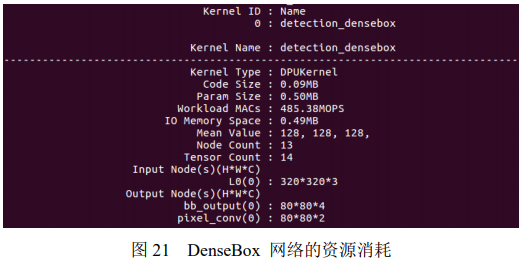 Kernel ID : Name
0 : detection_densebox
Kernel Name : detection_densebox
--------------------------------------------------------------------------------
Kernel Type : DPUKernel
Code Size : 0.09MB
Param Size : 0.50MB
Workload MACs : 485.38MOPS
IO Memory Space : 0.49MB
Mean Value : 128, 128, 128,
Node Count : 13
Tensor Count : 14
Input Node(s)(H*W*C)
L0(0) : 320*320*3
Output Node(s)(H*W*C)
bb_output(0) : 80*80*4
pixel_conv(0) : 80*80*2
图 21 DenseBox 网络的资源消耗